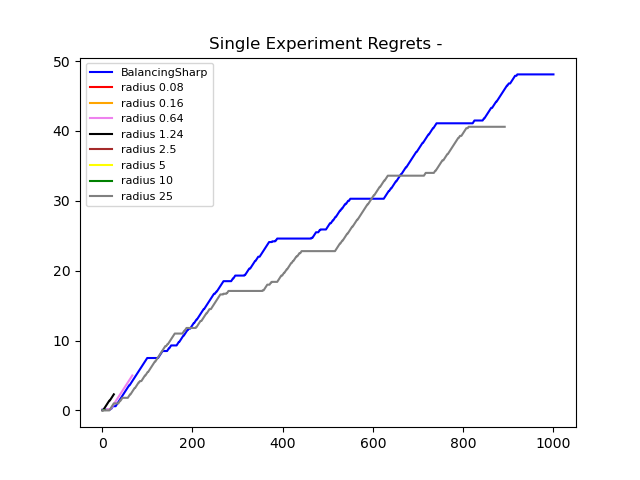 Single Experiment Regrets -
50
40
30
20
10
0
BalancingSharp
radius 0.08
radius 0.16
radius 0.64
radius 1.24
radius 2.5
radius 5
radius 10
radius 25
0 200 400 600 800 1000